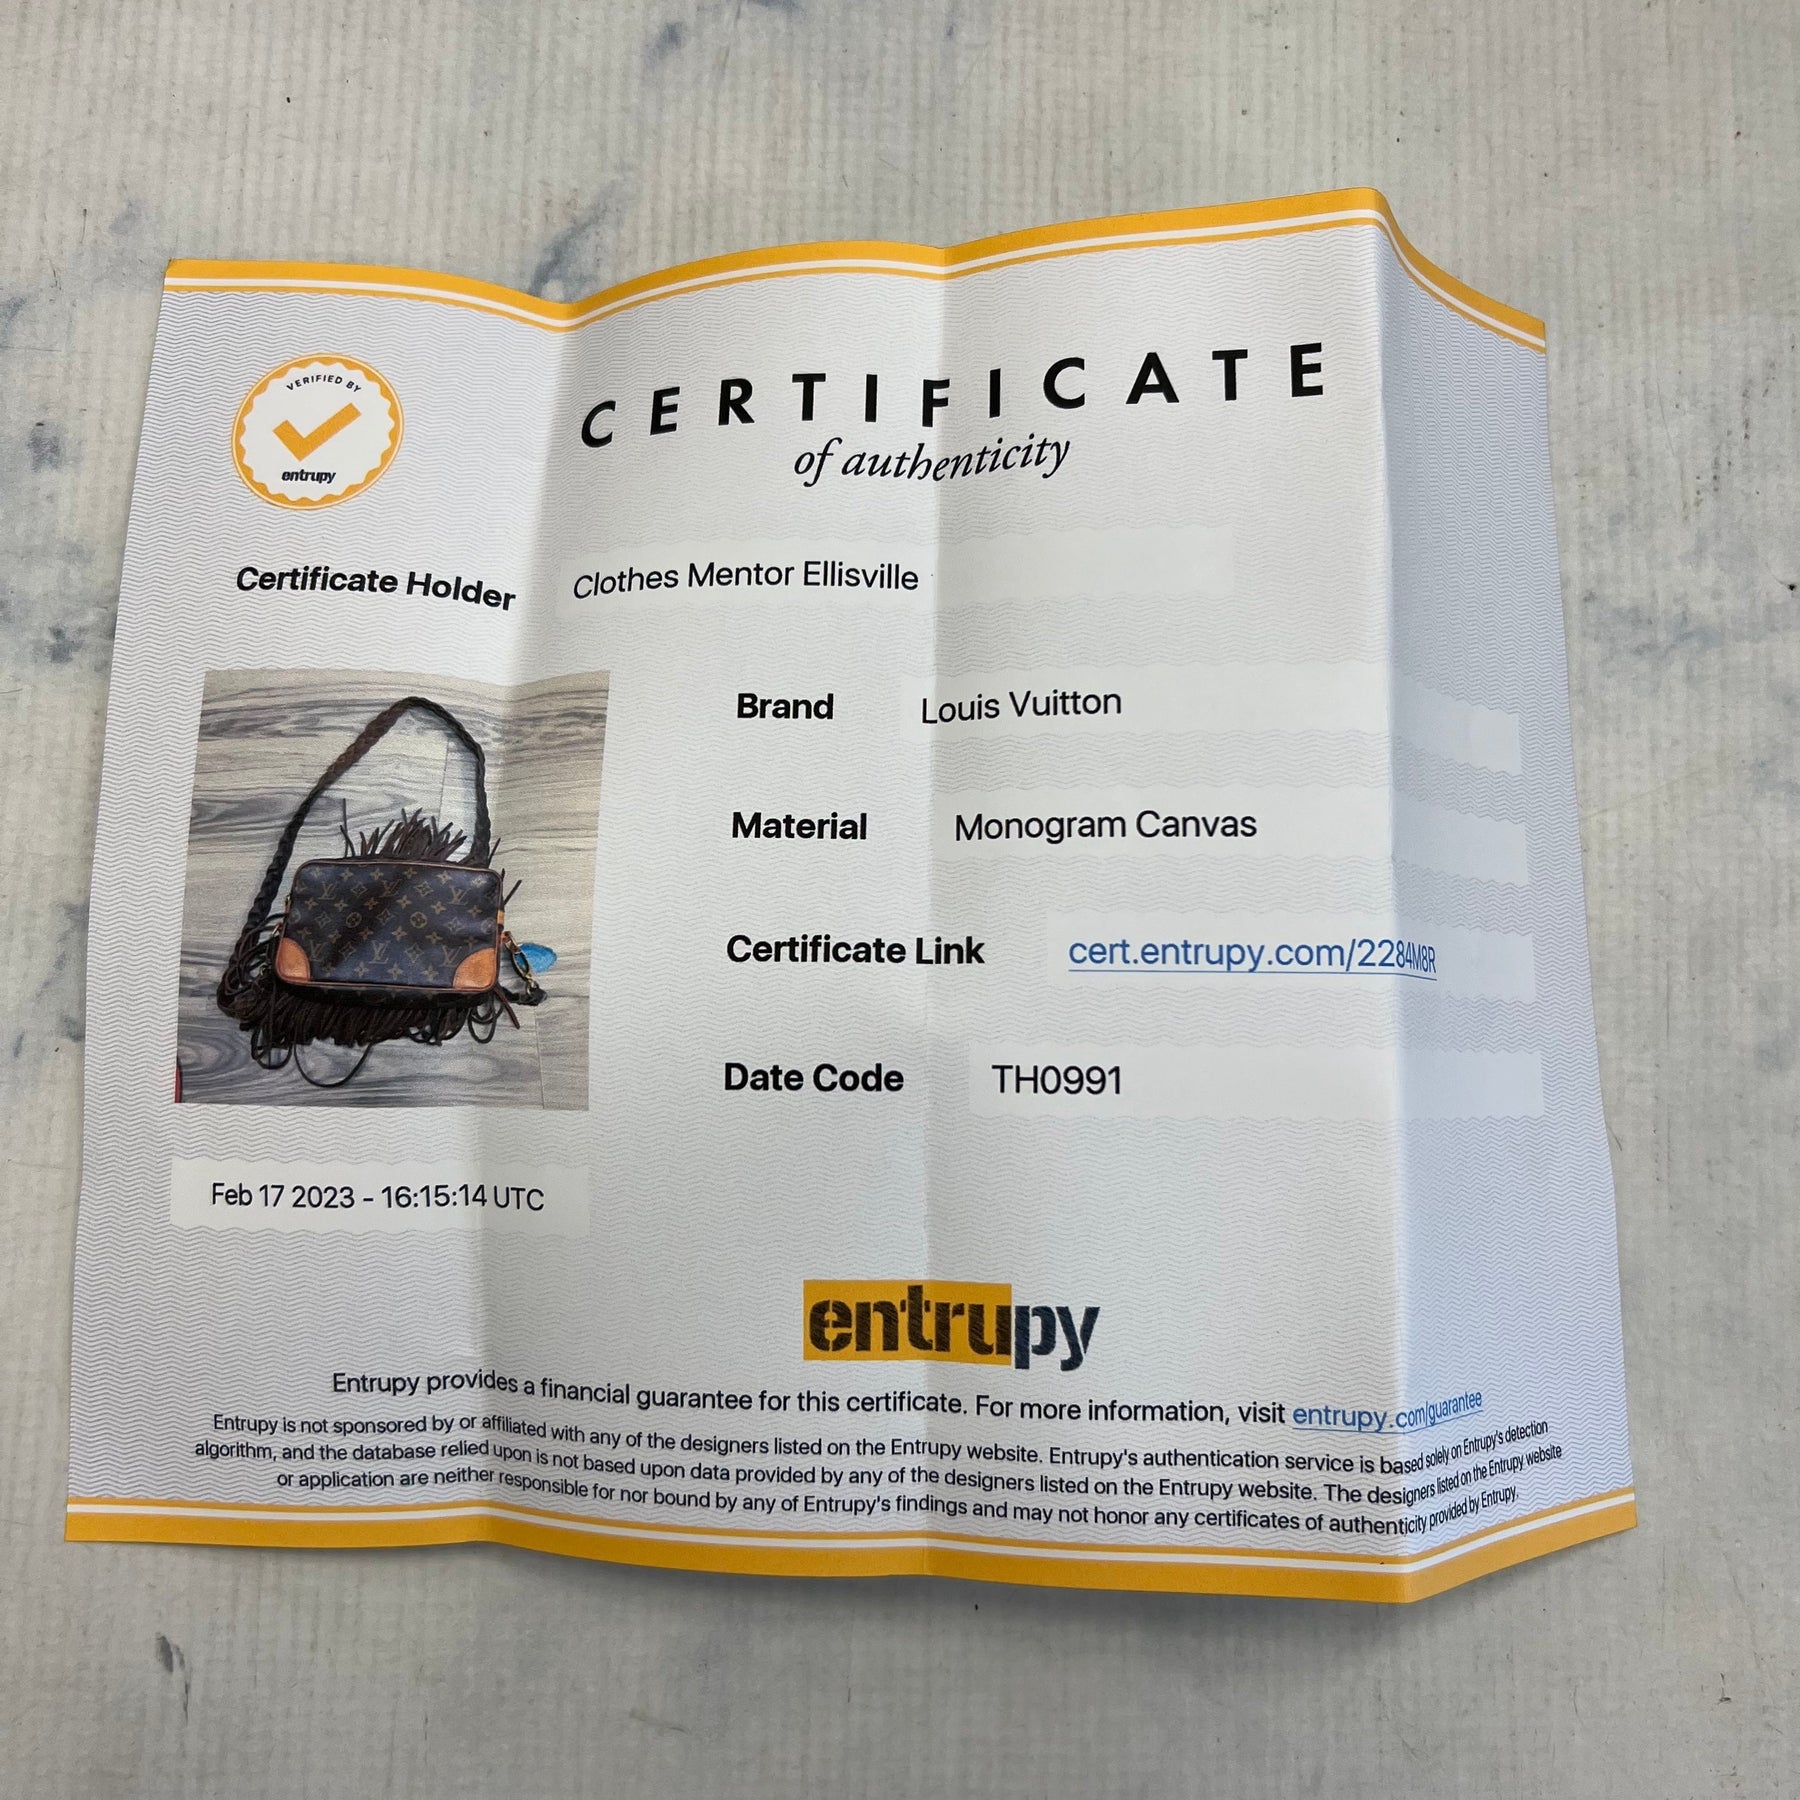 VERIFIED BY
entrupy
CERTIFICATE
of authenticity
Certificate Holder Clothes Mentor Ellisville
Brand Louis Vuitton
Material Monogram Canvas
Certificate Link cert.entrupy.com/2284M8R
Date Code TH0991
Feb 17 2023 - 16:15:14 UTC
entrupy
Entrupy provides a financial guarantee for this certificate. For more information, visit entrupy.com/guarantee
Entrupy is not sponsored by or affiliated with any of the designers listed on the Entrupy website. Entrupy's authentication service is based solely on Entrupy's detection
algorithm, and the database relied upon is not based upon data provided by any of the designers listed on the Entrupy website. The designers listed on the Entrupy website
or application are neither responsible for nor bound by any of Entrupy's findings and may not honor any certificates of authenticity provided by Entrupy.